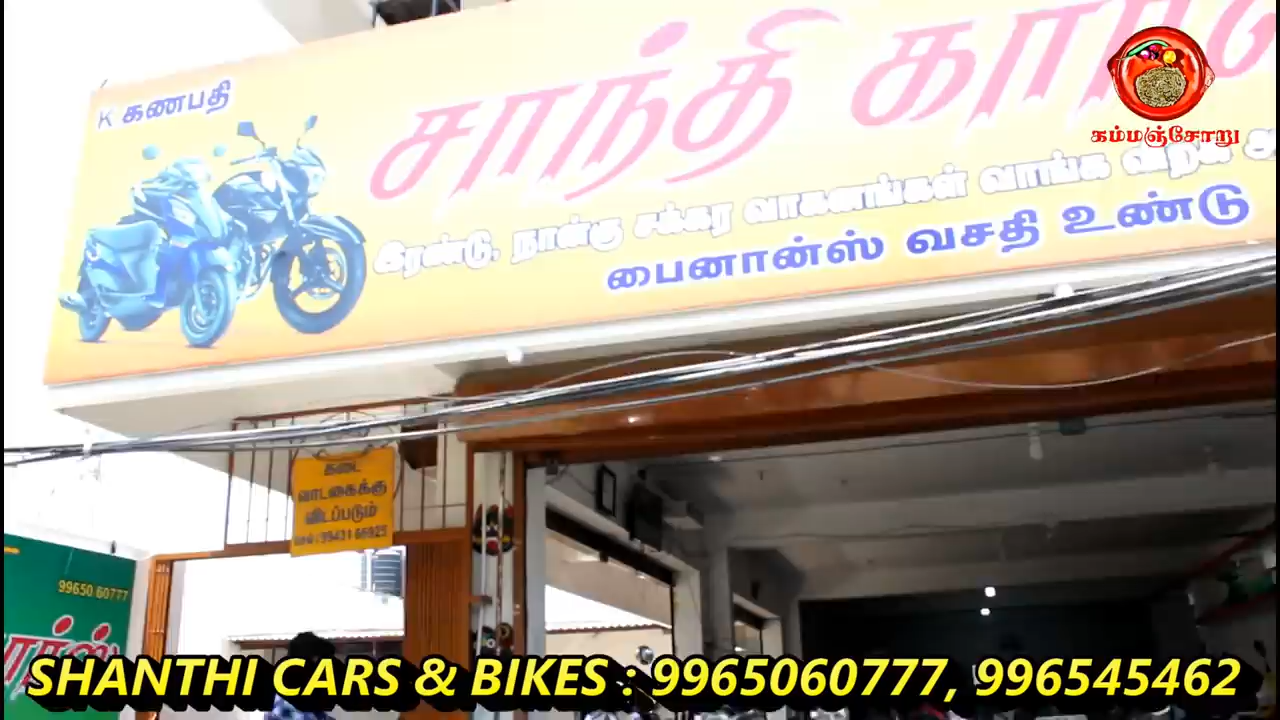 K கணபதி
சாந்தி கார்
இரண்டு, நான்கு சக்கர வாகனங்கள் வாங்க விற்க
பைனான்ஸ் வசதி உண்டு
கம்மஞ்சோறு
கடை
வாடகைக்கு
விடப்படும்
99650 60777
SHANTHI CARS & BIKES : 9965060777, 996545462